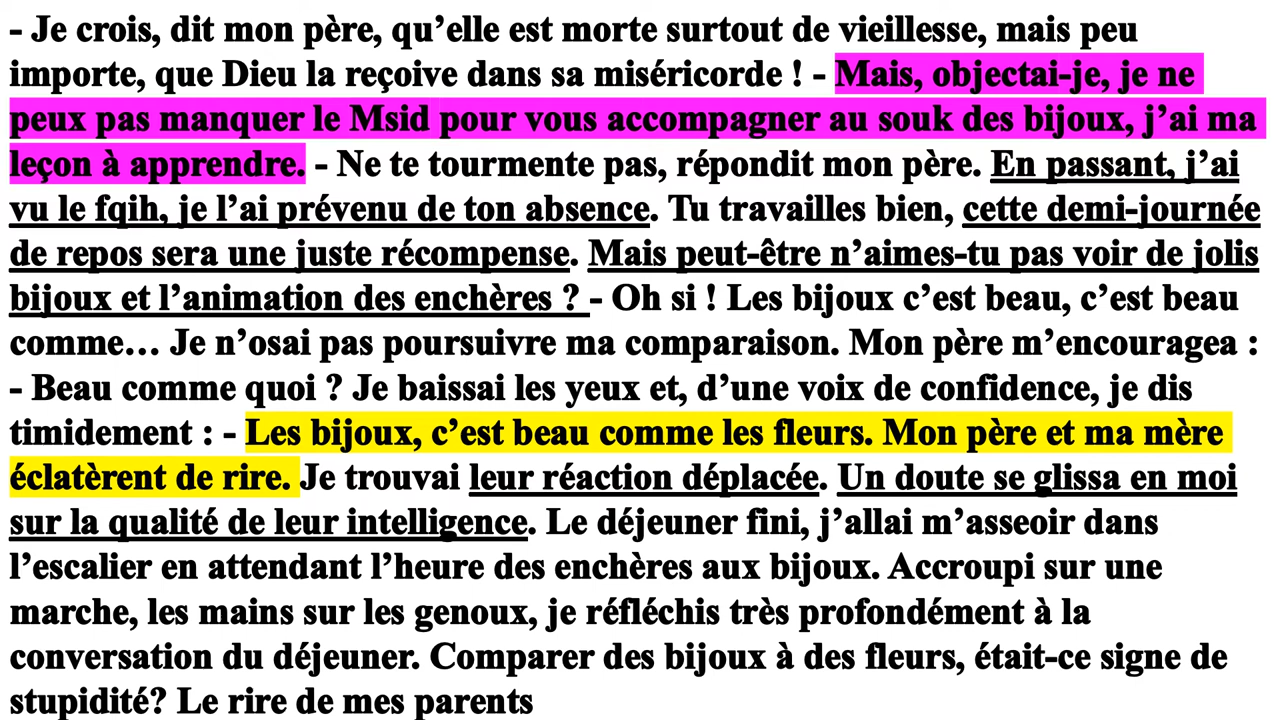 - Je crois, dit mon père, qu’elle est morte surtout de vieillesse, mais peu
importe, que Dieu la reçoive dans sa miséricorde ! - Mais, objectai-je, je ne
peux pas manquer le Msid pour vous accompagner au souk des bijoux, j’ai ma
leçon à apprendre. - Ne te tourmente pas, répondit mon père. En passant, j’ai
vu le fqih, je l’ai prévenu de ton absence. Tu travailles bien, cette demi-journée
de repos sera une juste récompense. Mais peut-être n’aimes-tu pas voir de jolis
bijoux et l’animation des enchères ? - Oh si ! Les bijoux c’est beau, c’est beau
comme… Je n’osai pas poursuivre ma comparaison. Mon père m’encouragea :
- Beau comme quoi ? Je baissai les yeux et, d’une voix de confidence, je dis
timidement : - Les bijoux, c’est beau comme les fleurs. Mon père et ma mère
éclatèrent de rire. Je trouvai leur réaction déplacée. Un doute se glissa en moi
sur la qualité de leur intelligence. Le déjeuner fini, j’allai m’asseoir dans
l’escalier en attendant l’heure des enchères aux bijoux. Accroupi sur une
marche, les mains sur les genoux, je réfléchis très profondément à la
conversation du déjeuner. Comparer des bijoux à des fleurs, était-ce signe de
stupidité? Le rire de mes parents